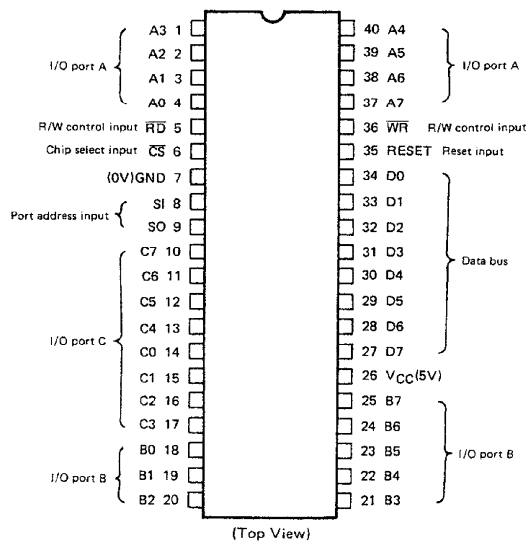 A3 1
A2 2
I/O port A
A1 3
A0 4
R/W control input RD 5
Chip select input CS 6
(0V)GND 7
SI 8
Port address input
SO 9
C7 10
C6 11
C5 12
C4 13
I/O port C
C0 14
C1 15
C2 16
C3 17
B0 18
I/O port B
B1 19
B2 20
40 A4
39 A5
I/O port A
38 A6
37 A7
36 WR R/W control input
35 RESET Reset input
34 D0
33 D1
32 D2
31 D3
Data bus
30 D4
29 D5
28 D6
27 D7
26 VCC(5V)
25 B7
24 B6
23 B5
I/O port B
22 B4
21 B3
(Top View)